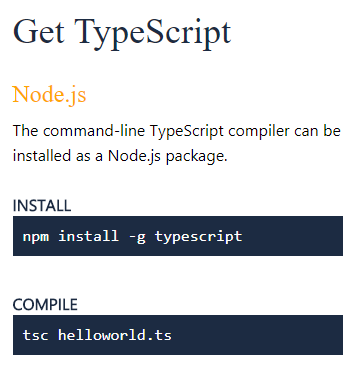 Get TypeScript
Node.js
The command-line TypeScript compiler can be
installed as a Node.js package.
INSTALL
npm install -g typescript
COMPILE
tsc helloworld.ts